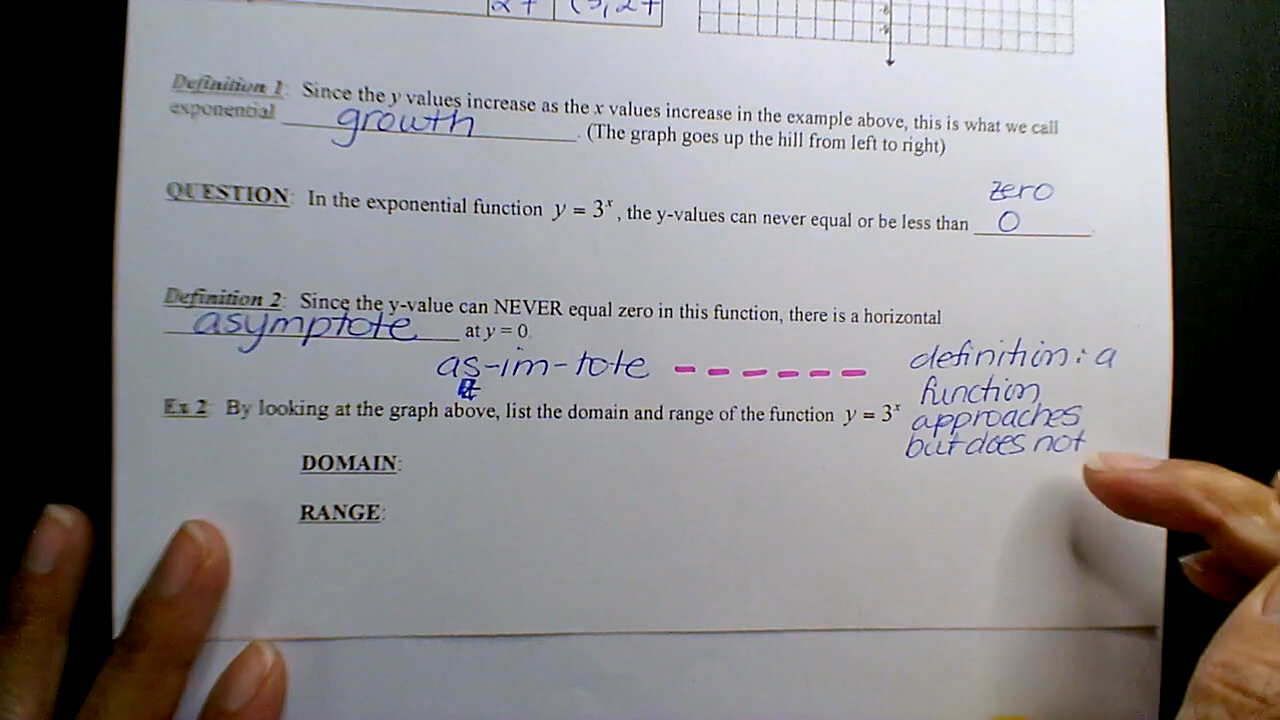 27 (3, 27
Definition 1: Since the y values increase as the x values increase in the example above, this is what we call
exponential growth. (The graph goes up the hill from left to right)
zero
QUESTION: In the exponential function y = 3ˣ, the y-values can never equal or be less than 0.
Definition 2: Since the y-value can NEVER equal zero in this function, there is a horizontal
asymptote at y = 0.
as-im-tote
definition: a
function
approaches
but does not
Ex 2: By looking at the graph above, list the domain and range of the function y = 3ˣ
DOMAIN:
RANGE: